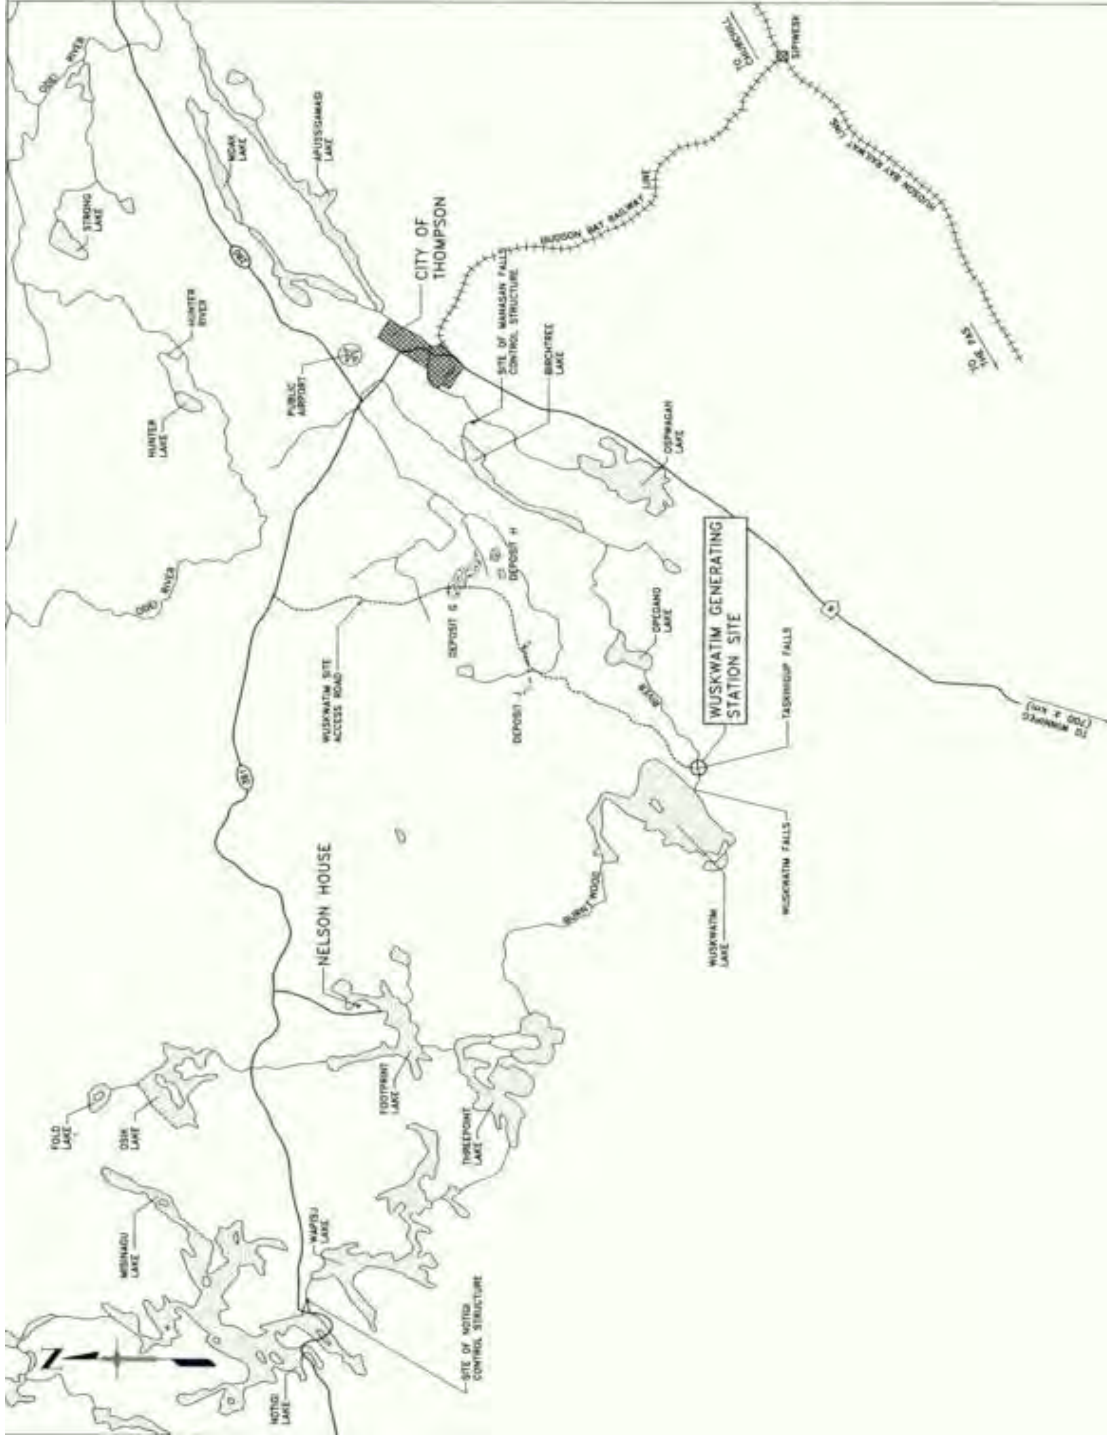 NOTIGI
LAKE
SITE OF NOTIGI
CONTROL STRUCTURE
MISINAGU
LAKE
WAPISU
LAKE
FOLD
LAKE
OSIK
LAKE
FOOTPRINT
LAKE
THREEPOINT
LAKE
NELSON HOUSE
BURNTWOOD
RIVER
WUSKWATIM
LAKE
WUSKWATIM FALLS
TASKINIGUP FALLS
WUSKWATIM GENERATING
STATION SITE
391
WUSKWATIM SITE
ACCESS ROAD
DEPOSIT J
DEPOSIT G
DEPOSIT H
OPEGANO
LAKE
OSPWAGAN
LAKE
6
TO WINNIPEG
(700 ± km)
ODEI
RIVER
HUNTER
LAKE
HUNTER
RIVER
PUBLIC
AIRPORT
BIRCHTREE
LAKE
SITE OF MANASAN FALLS
CONTROL STRUCTURE
CITY OF
THOMPSON
STRONG
LAKE
MOAK
LAKE
APUSSIGAMASI
LAKE
ODEI
RIVER
HUDSON BAY RAILWAY LINE
HUDSON BAY RAILWAY LINE
TO
THE PAS
TO
CHURCHILL
SIPIWESK
N